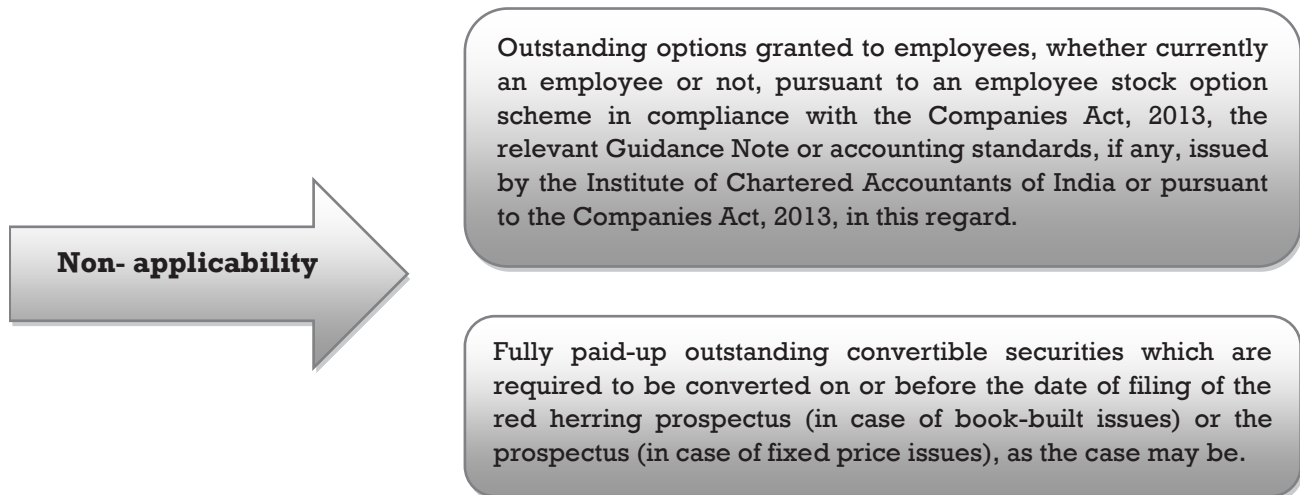 Non- applicability
Outstanding options granted to employees, whether currently
an employee or not, pursuant to an employee stock option
scheme in compliance with the Companies Act, 2013, the
relevant Guidance Note or accounting standards, if any, issued
by the Institute of Chartered Accountants of India or pursuant
to the Companies Act, 2013, in this regard.
Fully paid-up outstanding convertible securities which are
required to be converted on or before the date of filing of the
red herring prospectus (in case of book-built issues) or the
prospectus (in case of fixed price issues), as the case may be.